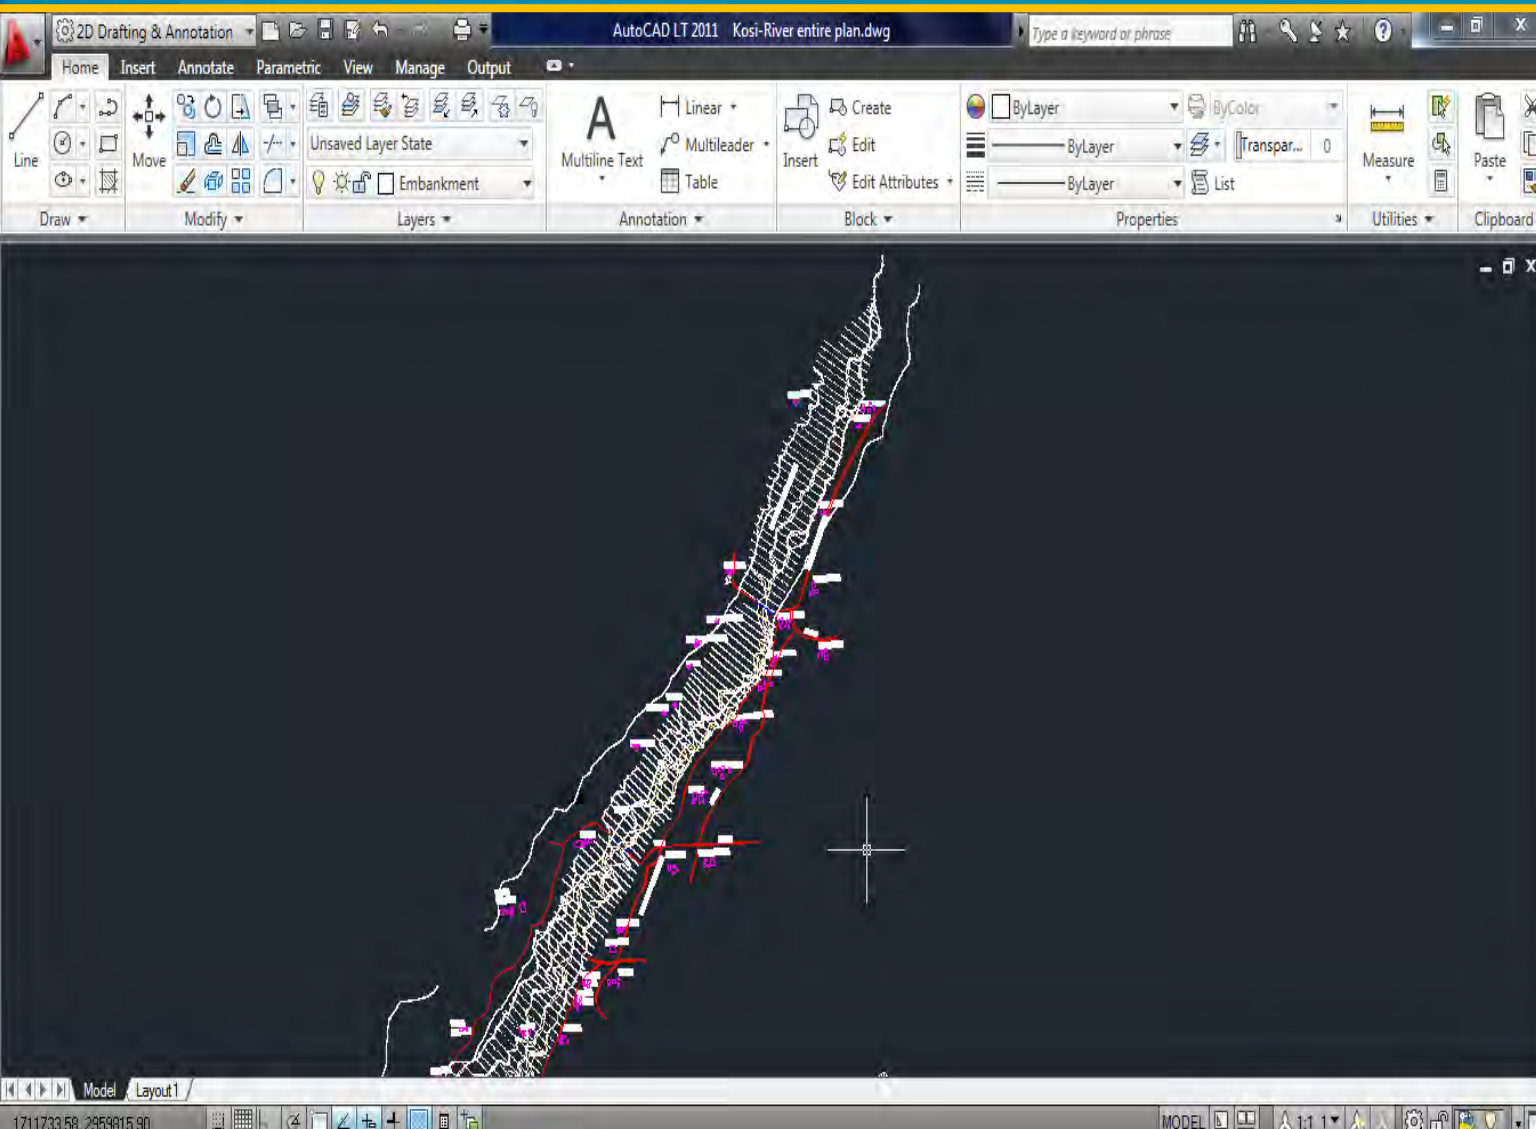 2D Drafting & Annotation
AutoCAD LT 2011 Kosi-River entire plan.dwg
Type a keyword or phrase
Home Insert Annotate Parametric View Manage Output
Line
Move
Unsaved Layer State
Embankment
A
Multiline Text
Linear
Multileader
Table
Insert
Create
Edit
Edit Attributes
ByLayer
ByLayer
ByLayer
ByColor
Transpar... 0
List
Measure
Paste
Draw Modify Layers Annotation Block Properties Utilities Clipboard
Model Layout1
1711733.58, 2959815.90 MODEL 1:1